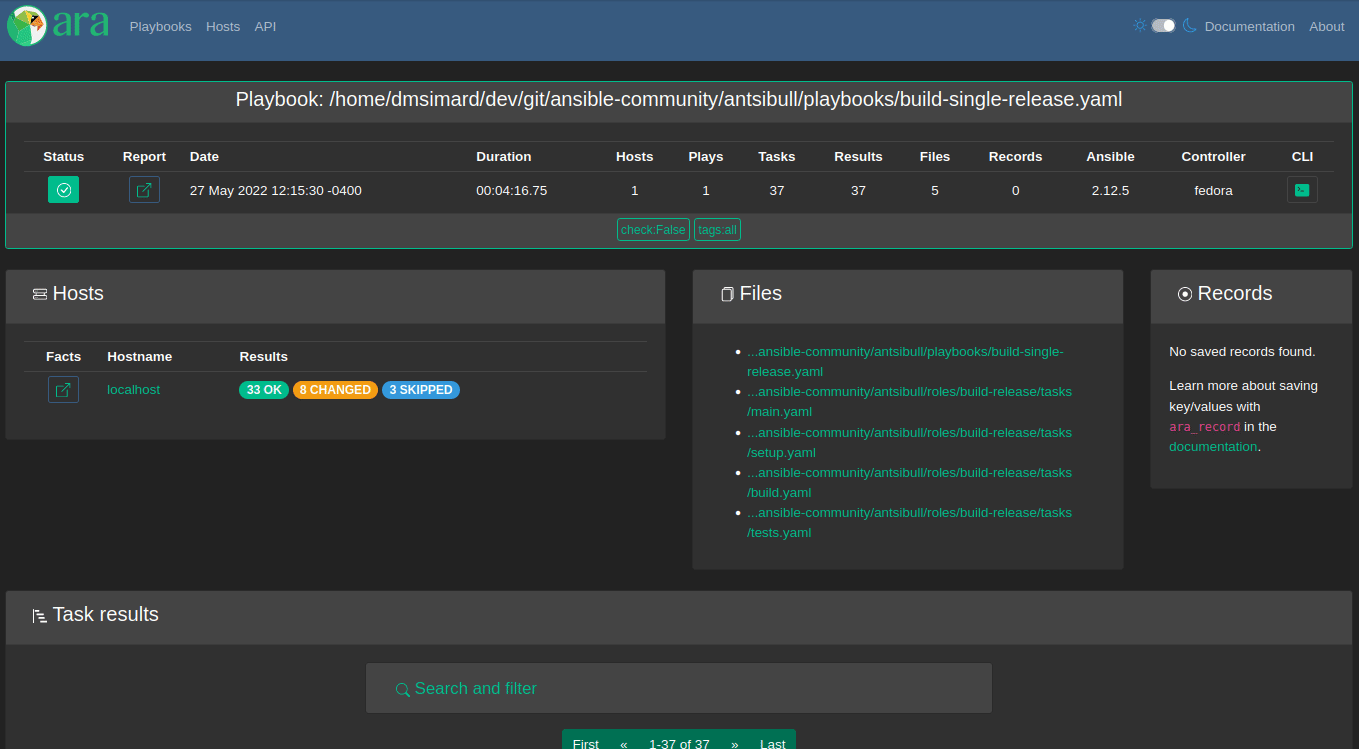 ara Playbooks Hosts API Documentation About
Playbook: /home/dmsimard/dev/git/ansible-community/antsibull/playbooks/build-single-release.yaml
Status Report Date Duration Hosts Plays Tasks Results Files Records Ansible Controller CLI
27 May 2022 12:15:30 -0400 00:04:16.75 1 1 37 37 5 0 2.12.5 fedora
check:False tags:all
Hosts
Facts Hostname Results
localhost 33 OK 8 CHANGED 3 SKIPPED
Files
...ansible-community/antsibull/playbooks/build-single-
release.yaml
...ansible-community/antsibull/roles/build-release/tasks
/main.yaml
...ansible-community/antsibull/roles/build-release/tasks
/setup.yaml
...ansible-community/antsibull/roles/build-release/tasks
/build.yaml
...ansible-community/antsibull/roles/build-release/tasks
/tests.yaml
Records
No saved records found.
Learn more about saving
key/values with
ara_record in the
documentation.
Task results
Search and filter
First « 1-37 of 37 » Last